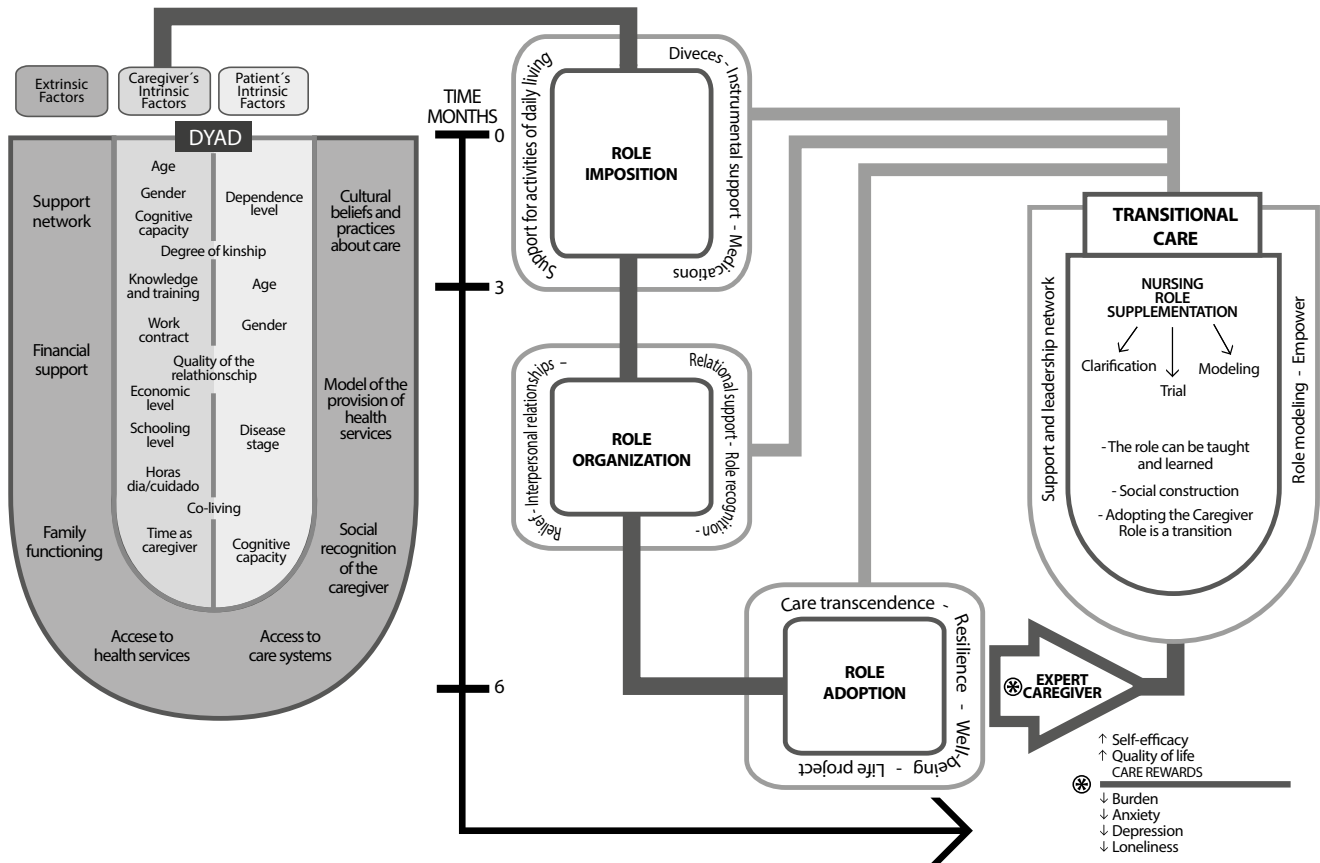 Extrinsic
Factors
Caregiver´s
Intrinsic
Factors
Patient´s
Intrinsic
Factors
DYAD
Support
network
Financial
support
Family
functioning
Age
Gender
Cognitive
capacity
Degree of kinship
Knowledge
and training
Work
contract
Quality of the
relathionschip
Economic
level
Schooling
level
Horas
dia/cuidado
Co-living
Time as
caregiver
Dependence
level
Age
Gender
Disease
stage
Cognitive
capacity
Cultural
beliefs and
practices
about care
Model of the
provision of
health
services
Social
recognition
of the
caregiver
Accese to
health services
Access to
care systems
TIME
MONTHS
0
3
6
Support for activities of daily living
Diveces - Instrumental support - Medications
ROLE
IMPOSITION
Relief - Interpersonal relationships –
Relational support - Role recognition -
ROLE
ORGANIZATION
Care transcendence - Resilience - Well-being - Life project
ROLE
ADOPTION
EXPERT
CAREGIVER
TRANSITIONAL
CARE
Support and leadership network
Role modeling - Empower
NURSING
ROLE
SUPPLEMENTATION
Clarification
Trial
Modeling
- The role can be taught
and learned
- Social construction
- Adopting the Caregiver
Role is a transition
↑ Self-efficacy
↑ Quality of life
CARE REWARDS
↓ Burden
↓ Anxiety
↓ Depression
↓ Loneliness